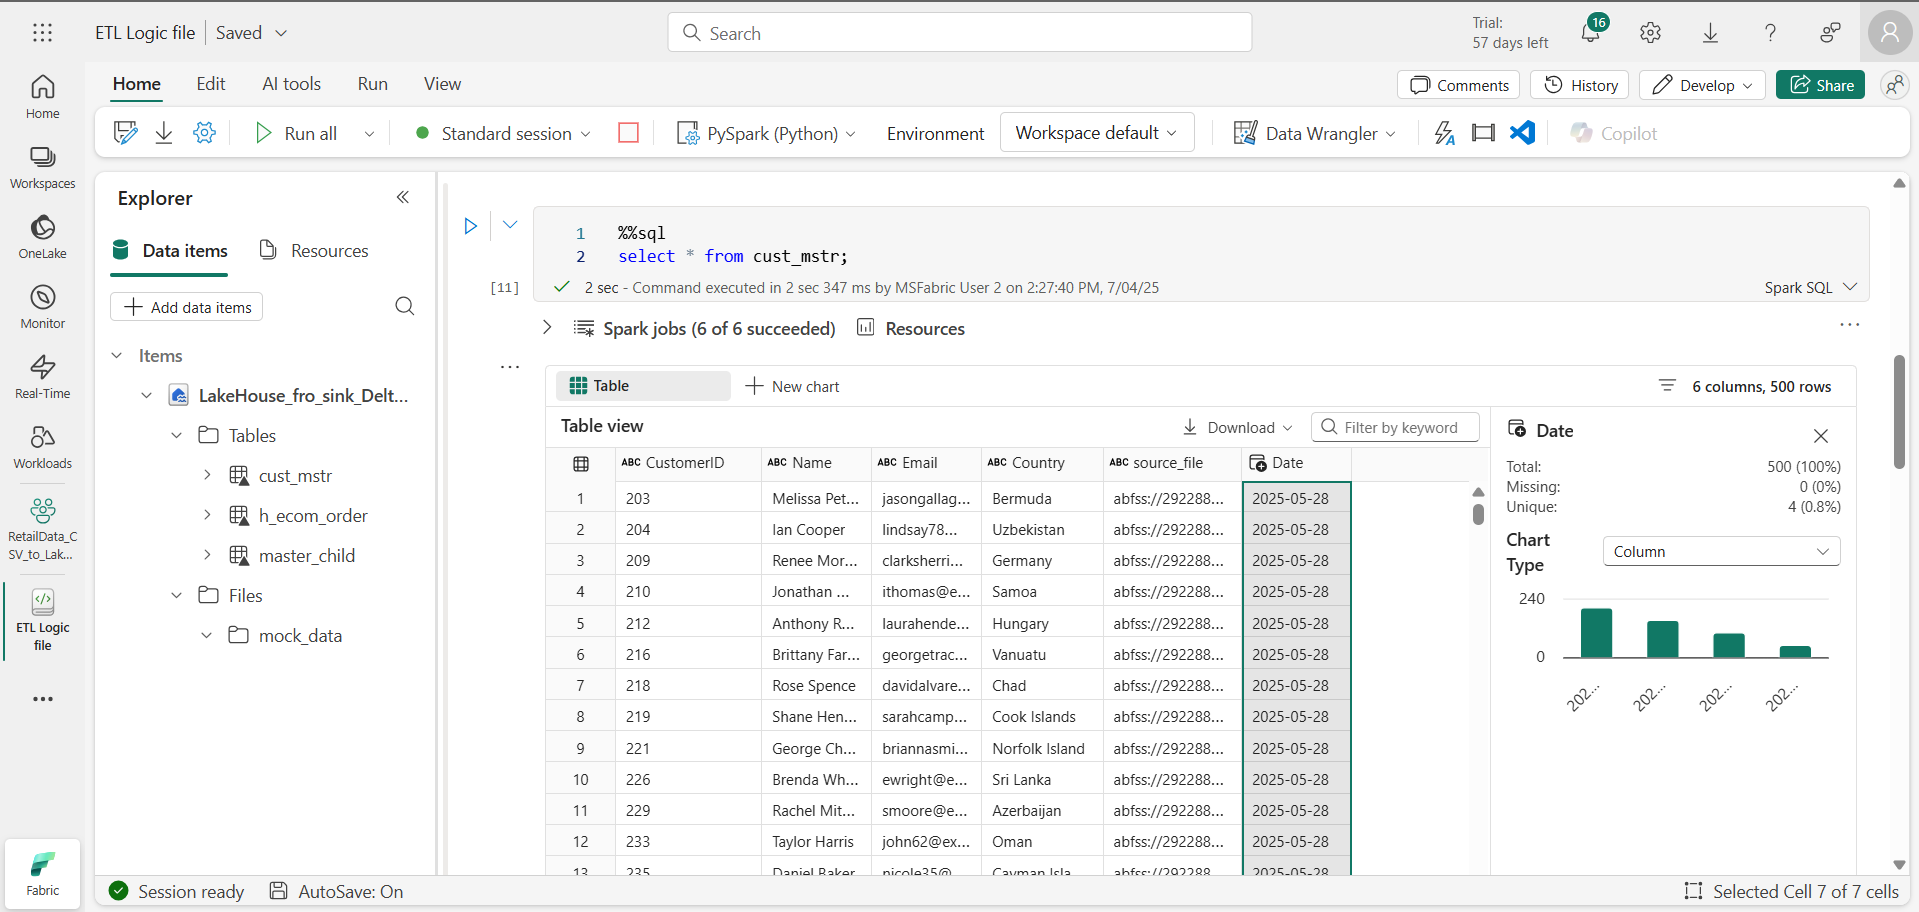 ETL Logic file
Saved
Search
Trial:
57 days left
16
Home
Edit
AI tools
Run
View
Comments
History
Develop
Share
Run all
Standard session
PySpark (Python)
Environment
Workspace default
Data Wrangler
Copilot
Home
Workspaces
OneLake
Monitor
Real-Time
Workloads
RetailData_C
SV_to_Lak...
ETL Logic
file
Fabric
Explorer
Data items
Resources
Add data items
Items
LakeHouse_fro_sink_Delt...
Tables
cust_mstr
h_ecom_order
master_child
Files
mock_data
1 %%sql
2 select * from cust_mstr;
[11]
2 sec - Command executed in 2 sec 347 ms by MSFabric User 2 on 2:27:40 PM, 7/04/25
Spark SQL
Spark jobs (6 of 6 succeeded)
Resources
Table
New chart
6 columns, 500 rows
Table view
Download
Filter by keyword
ABC CustomerID ABC Name ABC Email ABC Country ABC source_file Date
1 203 Melissa Pet... jasongallag... Bermuda abfss://292288... 2025-05-28
2 204 Ian Cooper lindsay78... Uzbekistan abfss://292288... 2025-05-28
3 209 Renee Mor... clarksherri... Germany abfss://292288... 2025-05-28
4 210 Jonathan ... ithomas@e... Samoa abfss://292288... 2025-05-28
5 212 Anthony R... laurahende... Hungary abfss://292288... 2025-05-28
6 216 Brittany Far... georgetrac... Vanuatu abfss://292288... 2025-05-28
7 218 Rose Spence davidalvare... Chad abfss://292288... 2025-05-28
8 219 Shane Hen... sarahcamp... Cook Islands abfss://292288... 2025-05-28
9 221 George Ch... briannasmi... Norfolk Island abfss://292288... 2025-05-28
10 226 Brenda Wh... ewright@e... Sri Lanka abfss://292288... 2025-05-28
11 229 Rachel Mit... smoore@e... Azerbaijan abfss://292288... 2025-05-28
12 233 Taylor Harris john62@ex... Oman abfss://292288... 2025-05-28
13 235 Daniel Baker nicole35@... Cayman Isla... abfss://292288... 2025-05-28
Date
Total: 500 (100%)
Missing: 0 (0%)
Unique: 4 (0.8%)
Chart
Type
Column
240
0
202...
202...
202...
202...
Session ready
AutoSave: On
Selected Cell 7 of 7 cells